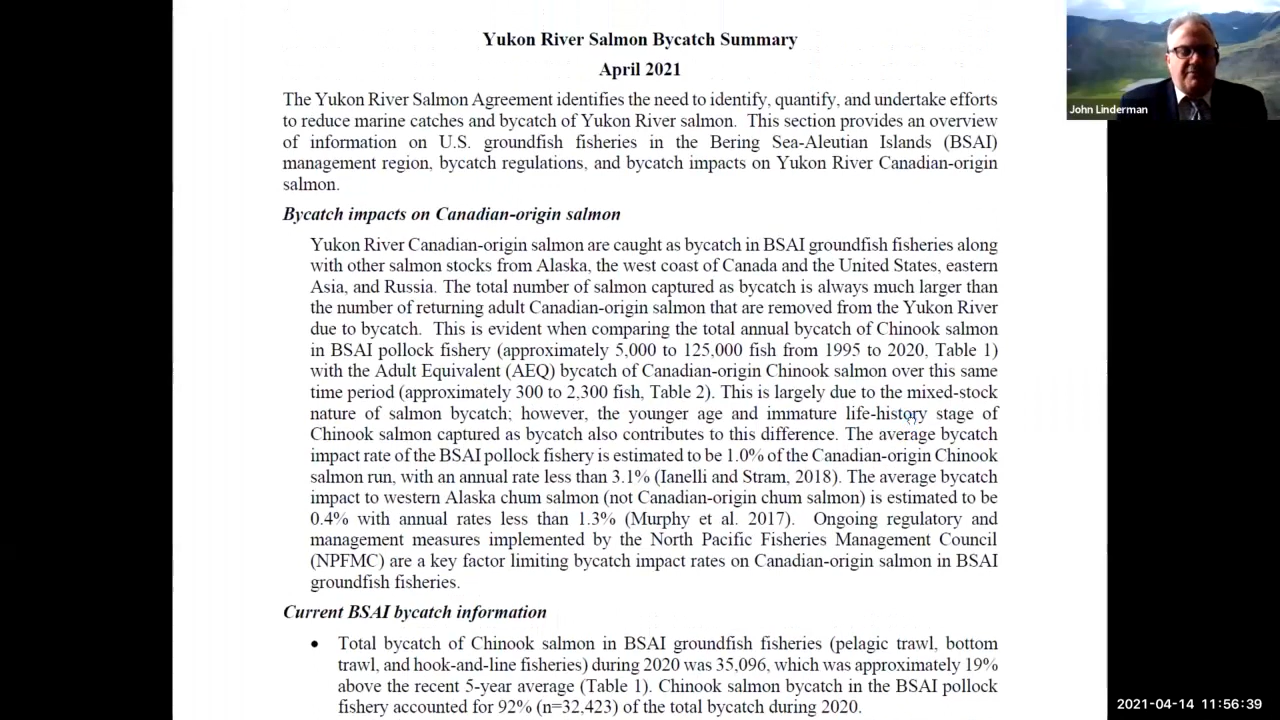 Yukon River Salmon Bycatch Summary
April 2021
The Yukon River Salmon Agreement identifies the need to identify, quantify, and undertake efforts
to reduce marine catches and bycatch of Yukon River salmon.  This section provides an overview
of information on U.S. groundfish fisheries in the Bering Sea-Aleutian Islands (BSAI)
management region, bycatch regulations, and bycatch impacts on Yukon River Canadian-origin
salmon.
Bycatch impacts on Canadian-origin salmon
Yukon River Canadian-origin salmon are caught as bycatch in BSAI groundfish fisheries along
with other salmon stocks from Alaska, the west coast of Canada and the United States, eastern
Asia, and Russia. The total number of salmon captured as bycatch is always much larger than
the number of returning adult Canadian-origin salmon that are removed from the Yukon River
due to bycatch.  This is evident when comparing the total annual bycatch of Chinook salmon
in BSAI pollock fishery (approximately 5,000 to 125,000 fish from 1995 to 2020, Table 1)
with the Adult Equivalent (AEQ) bycatch of Canadian-origin Chinook salmon over this same
time period (approximately 300 to 2,300 fish, Table 2). This is largely due to the mixed-stock
nature of salmon bycatch; however, the younger age and immature life-history stage of
Chinook salmon captured as bycatch also contributes to this difference. The average bycatch
impact rate of the BSAI pollock fishery is estimated to be 1.0% of the Canadian-origin Chinook
salmon run, with an annual rate less than 3.1% (Ianelli and Stram, 2018). The average bycatch
impact to western Alaska chum salmon (not Canadian-origin chum salmon) is estimated to be
0.4% with annual rates less than 1.3% (Murphy et al. 2017).  Ongoing regulatory and
management measures implemented by the North Pacific Fisheries Management Council
(NPFMC) are a key factor limiting bycatch impact rates on Canadian-origin salmon in BSAI
groundfish fisheries.
Current BSAI bycatch information
• Total bycatch of Chinook salmon in BSAI groundfish fisheries (pelagic trawl, bottom
trawl, and hook-and-line fisheries) during 2020 was 35,096, which was approximately 19%
above the recent 5-year average (Table 1). Chinook salmon bycatch in the BSAI pollock
fishery accounted for 92% (n=32,423) of the total bycatch during 2020.
John Linderman
2021-04-14 11:56:39